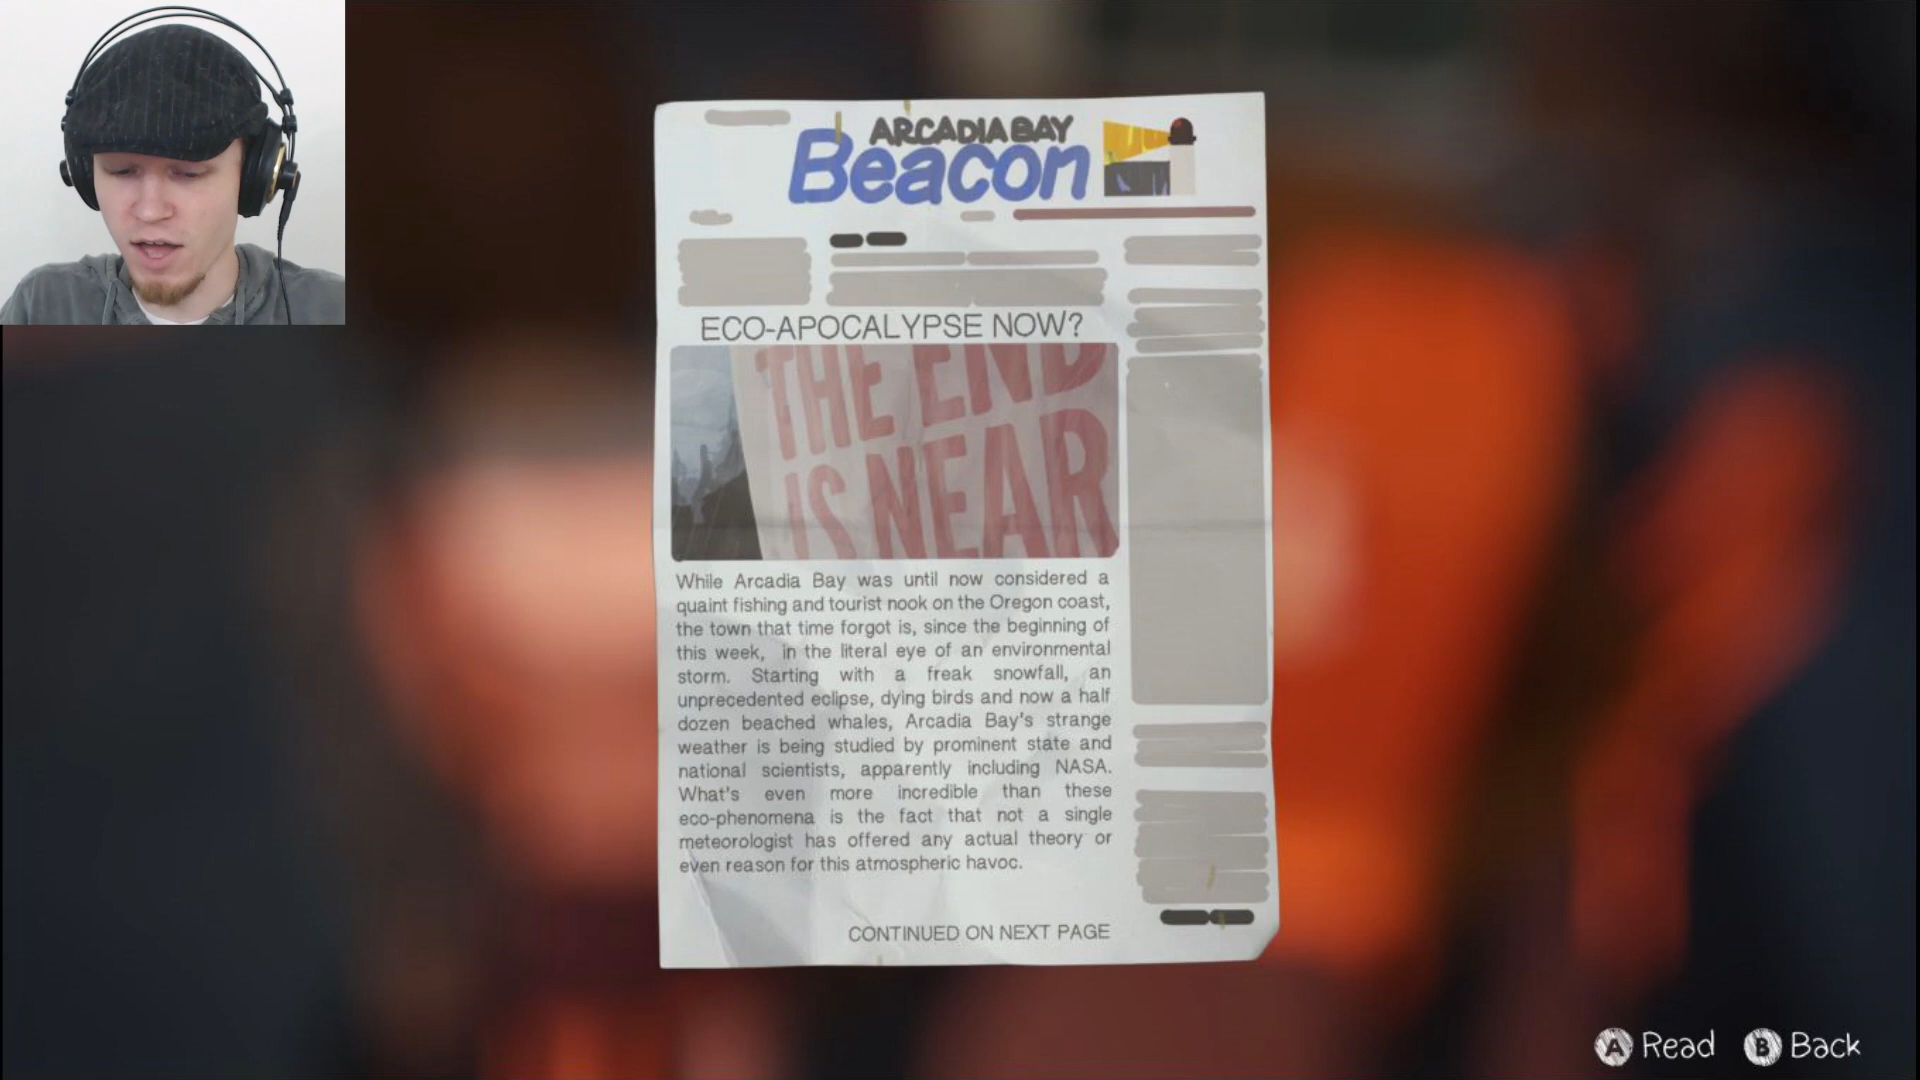 ARCADIA BAY
Beacon
ECO-APOCALYPSE NOW?
THE END
IS NEAR
While Arcadia Bay was until now considered a
quaint fishing and tourist nook on the Oregon coast,
the town that time forgot is, since the beginning of
this week, in the literal eye of an environmental
storm. Starting with a freak snowfall, an
unprecedented eclipse, dying birds and now a half
dozen beached whales, Arcadia Bay's strange
weather is being studied by prominent state and
national scientists, apparently including NASA.
What's even more incredible than these
eco-phenomena is the fact that not a single
meteorologist has offered any actual theory or
even reason for this atmospheric havoc.
CONTINUED ON NEXT PAGE
A Read B Back